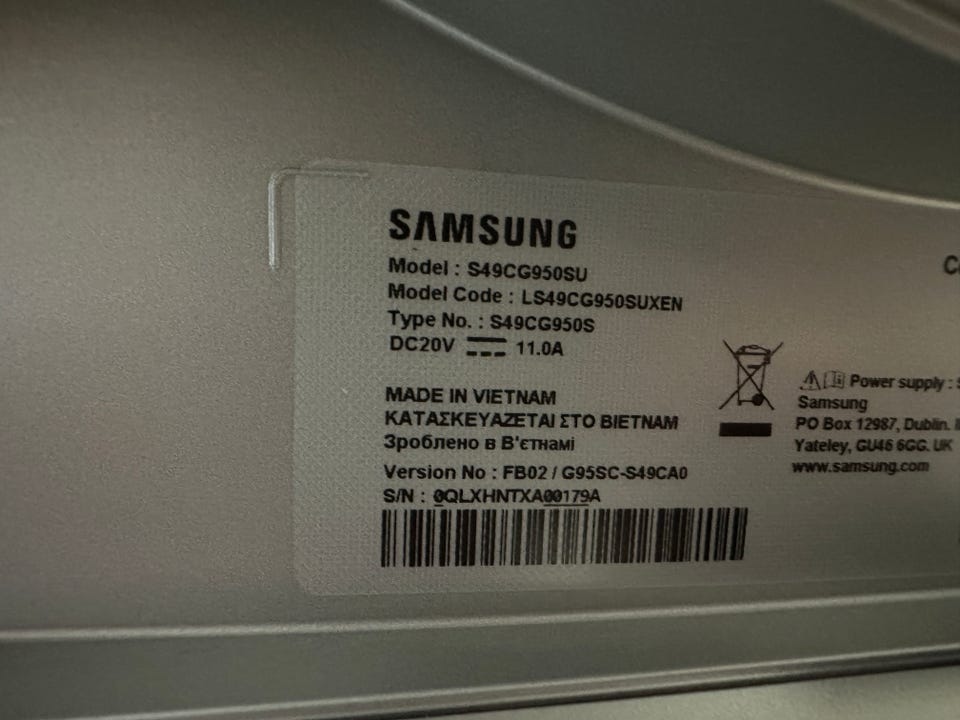 SAMSUNG
Model : S49CG950SU
Model Code : LS49CG950SUXEN
Type No. : S49CG950S
DC20V 11.0A
MADE IN VIETNAM
ΚΑΤΑΣΚΕΥΑΖΕΤΑΙ ΣΤΟ ΒΙΕΤΝΑΜ
Зроблено в В'єтнамі
Version No : FB02 / G95SC-S49CA0
S/N : 0QLXHNTXA00179A
Power supply :
Samsung
PO Box 12987, Dublin.
Yateley, GU46 6GG. UK
www.samsung.com